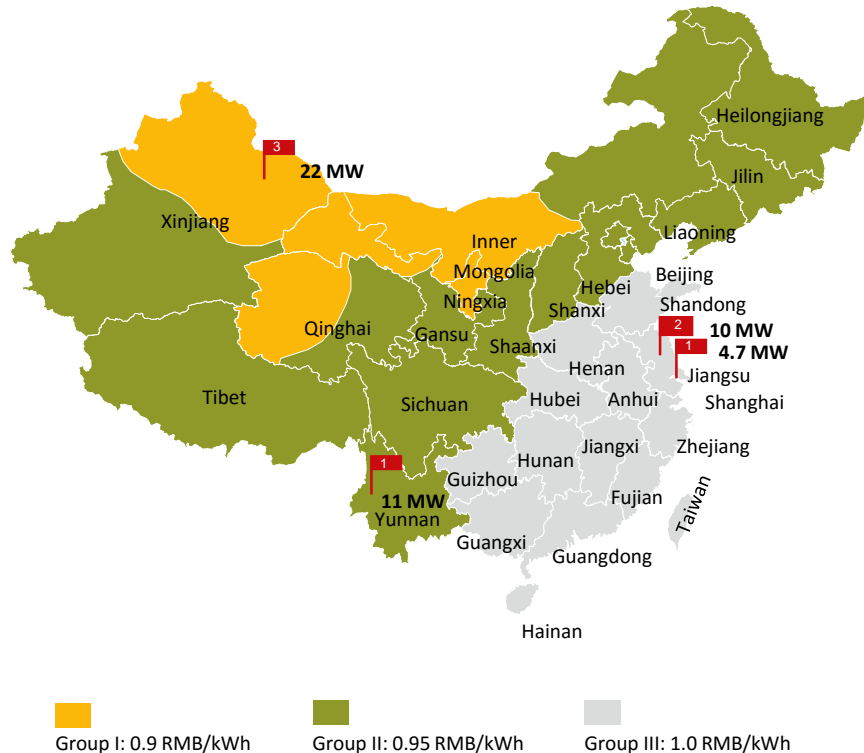 Heilongjiang
3
22 MW
Jilin
Xinjiang
Liaoning
Inner
Mongolia
Beijing
Hebei
Ningxia
Shanxi
Shandong
Qinghai
Gansu
2
10 MW
Shaanxi
1
4.7 MW
Henan
Jiangsu
Tibet
Sichuan
Hubei
Anhui
Shanghai
Jiangxi
Zhejiang
Hunan
1
Guizhou
11 MW
Fujian
Taiwan
Yunnan
Guangxi
Guangdong
Hainan
Group I: 0.9 RMB/kWh
Group II: 0.95 RMB/kWh
Group III: 1.0 RMB/kWh